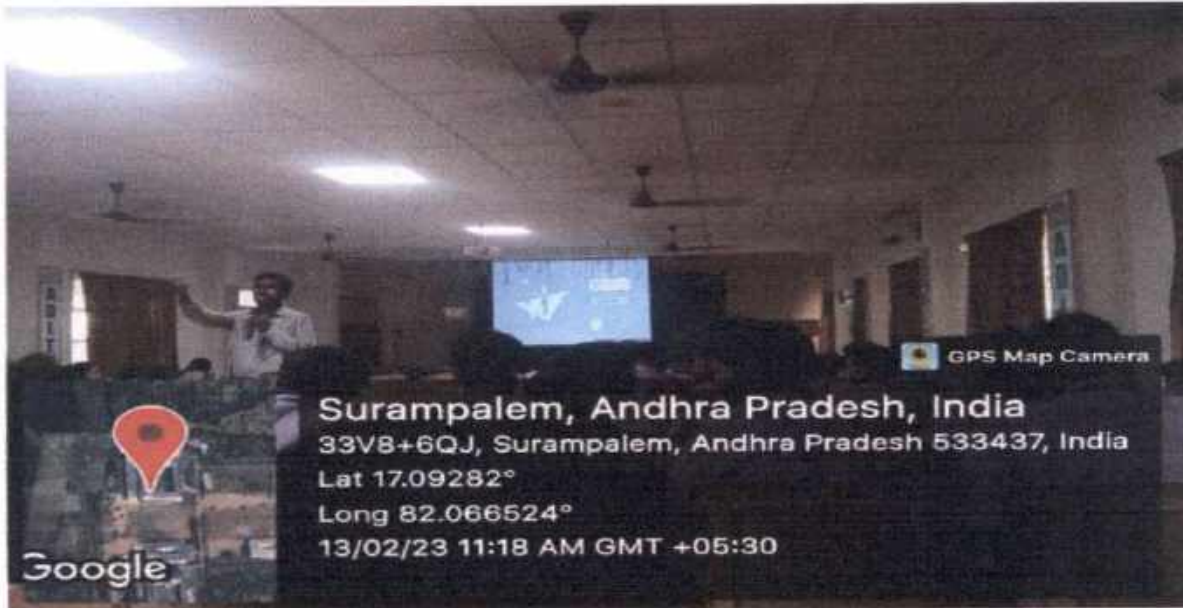 GPS Map Camera
Surampalem, Andhra Pradesh, India
33V8+6QJ, Surampalem, Andhra Pradesh 533437, India
Lat 17.09282°
Long 82.066524°
13/02/23 11:18 AM GMT +05:30
Google